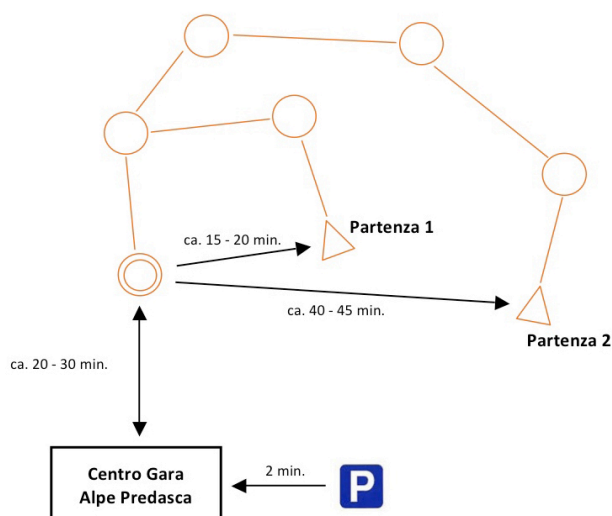 Partenza 1
ca. 15 - 20 min.
ca. 40 - 45 min.
Partenza 2
ca. 20 - 30 min.
Centro Gara
Alpe Predasca
2 min.
P